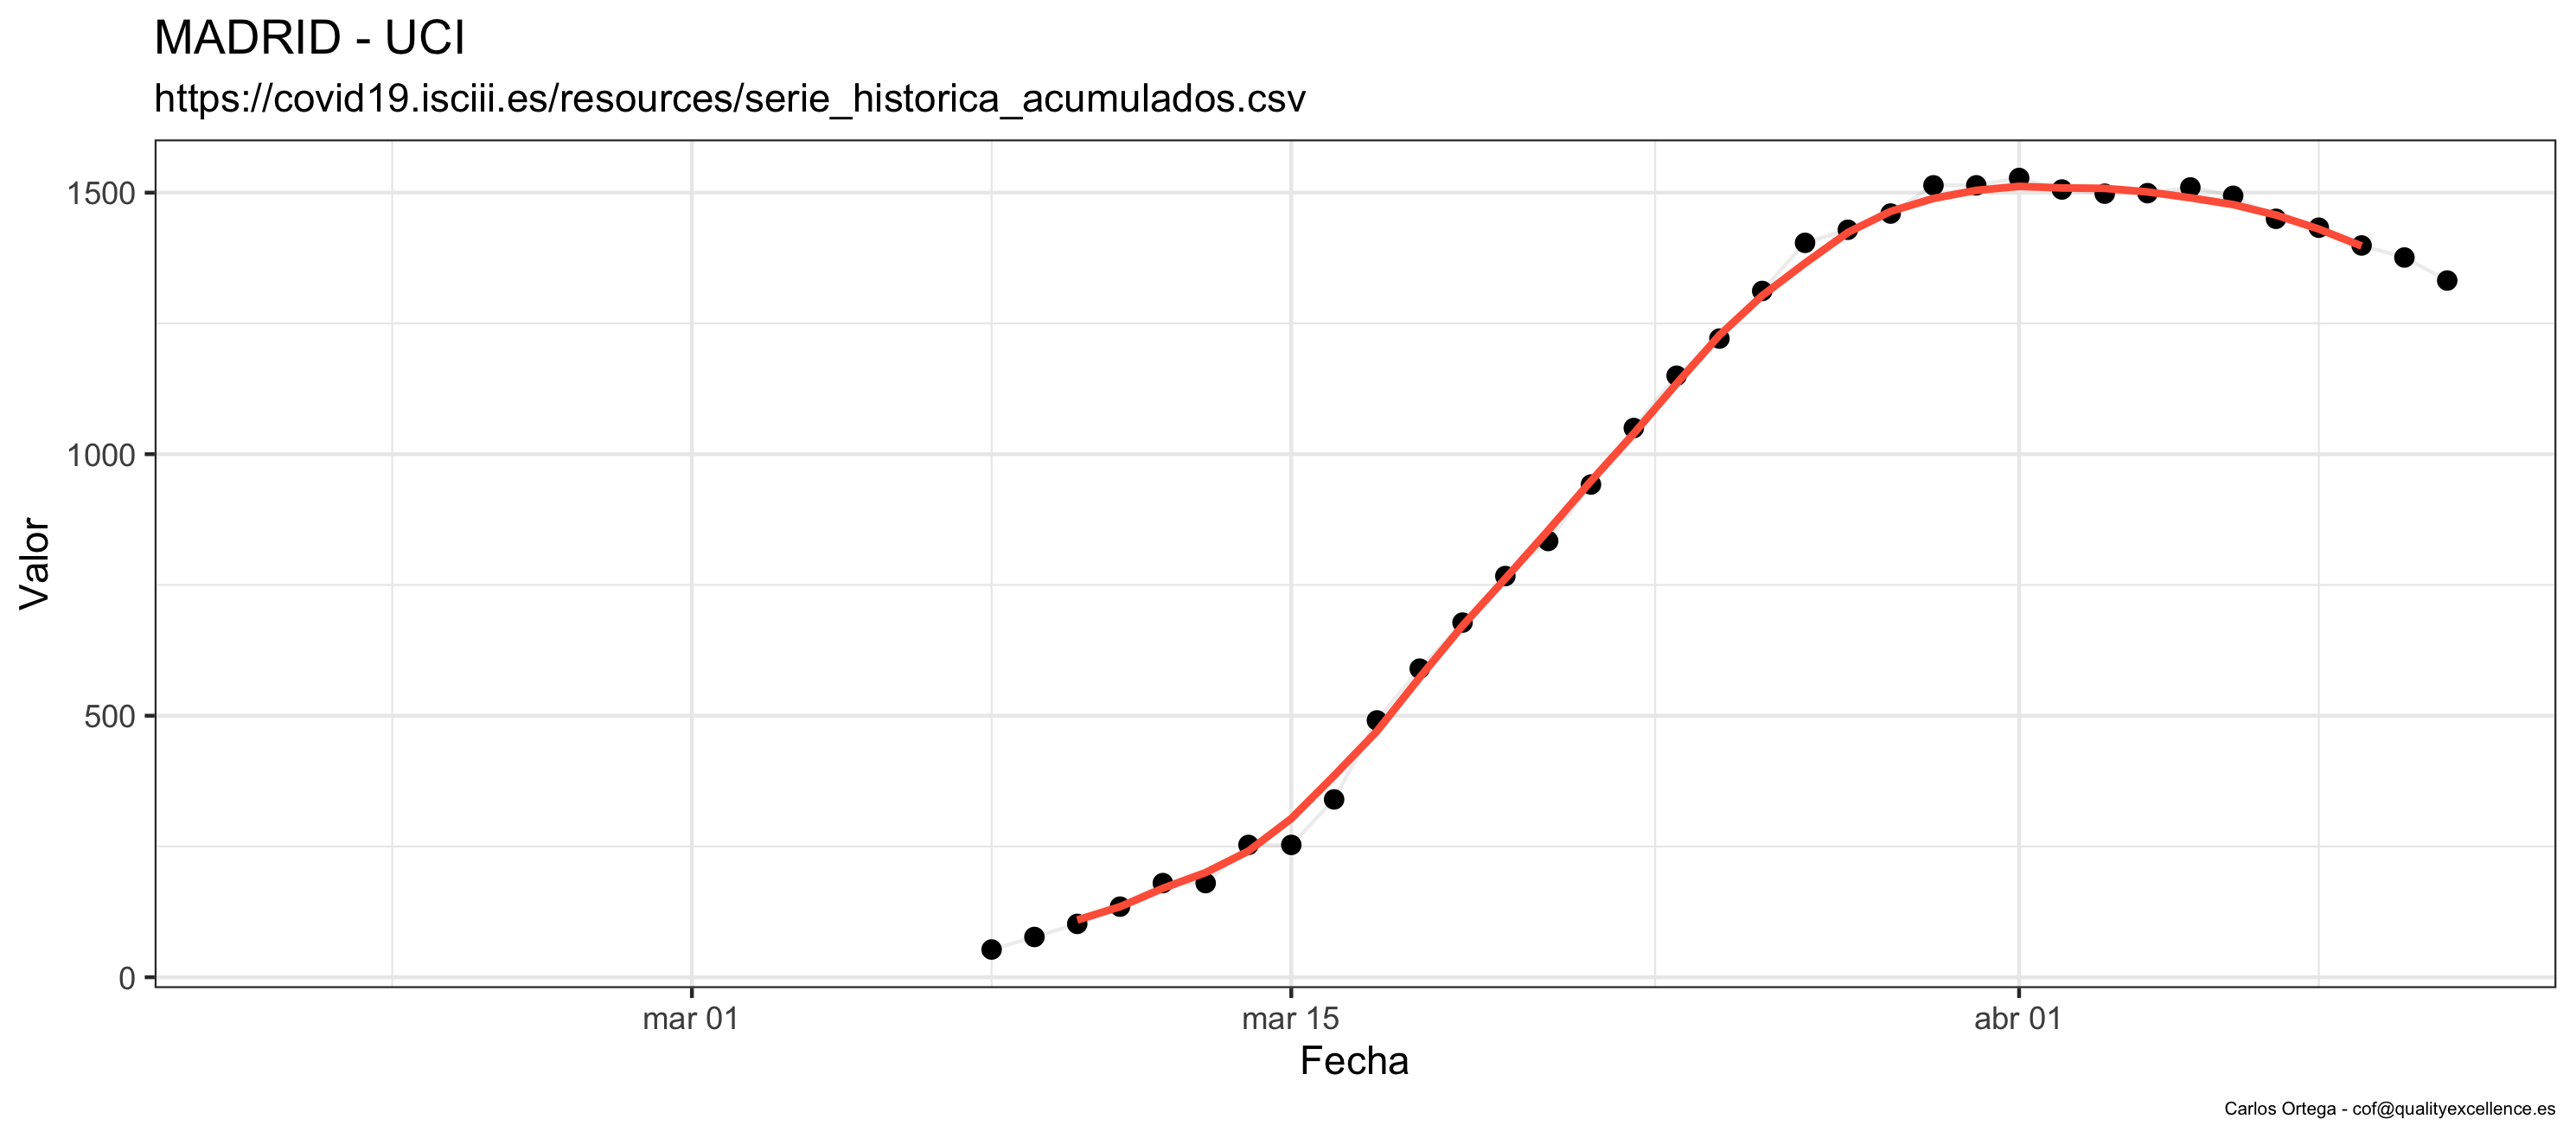 MADRID - UCI
https://covid19.isciii.es/resources/serie_historica_acumulados.csv
1500
1000
500
0
Valor
mar 01
mar 15
abr 01
Fecha
Carlos Ortega - cof@qualityexcellence.es